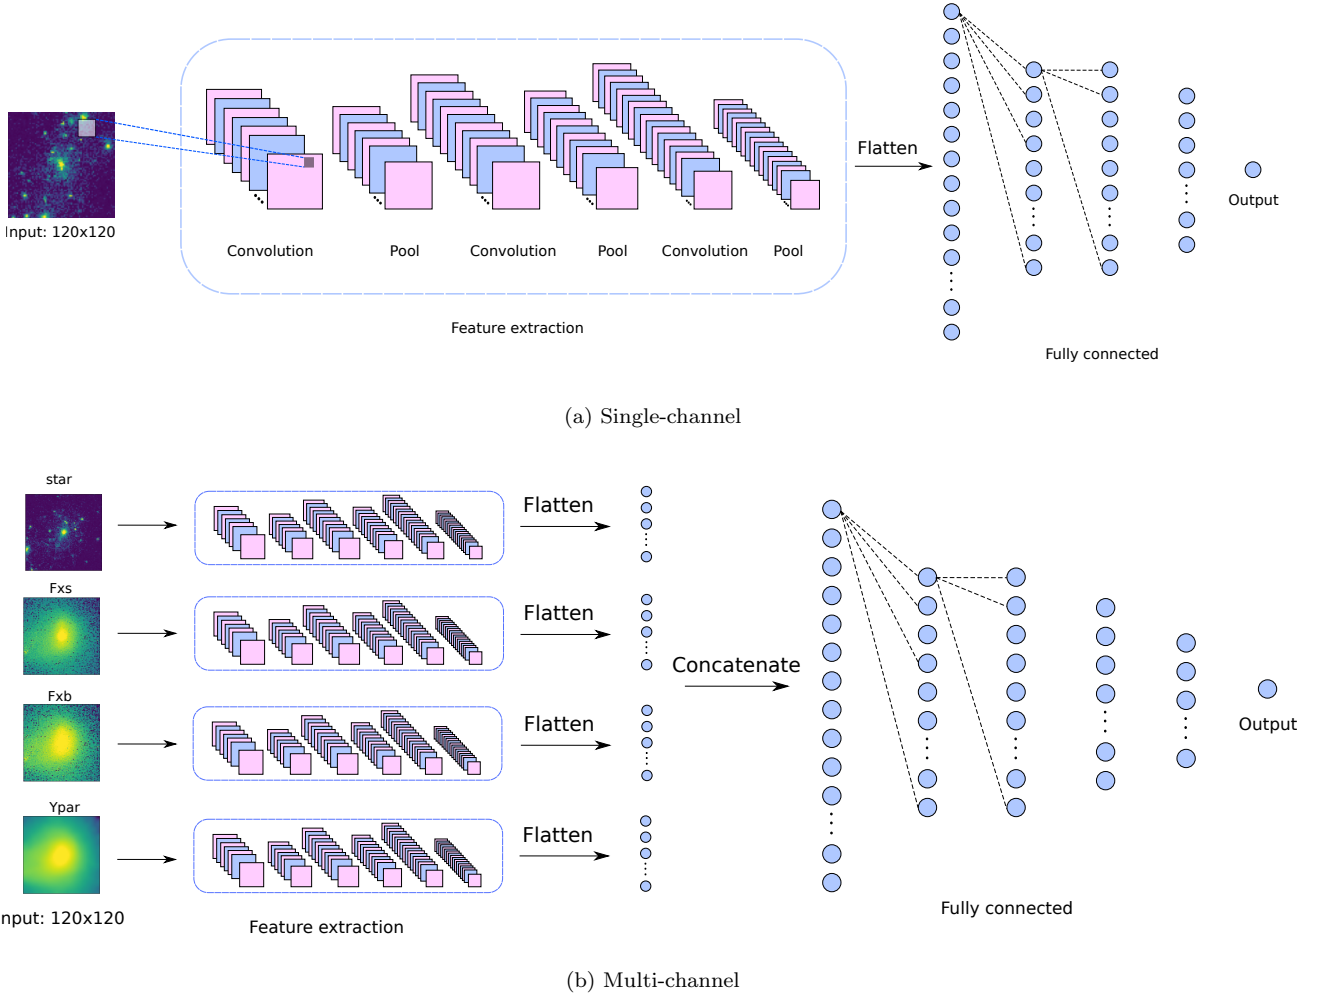 Input: 120x120
Convolution
Pool
Convolution
Pool
Convolution
Pool
Feature extraction
Flatten
Output
Fully connected
(a) Single-channel
star
Flatten
Fxs
Flatten
Fxb
Flatten
Ypar
Flatten
nput: 120x120
Feature extraction
Concatenate
Output
Fully connected
(b) Multi-channel